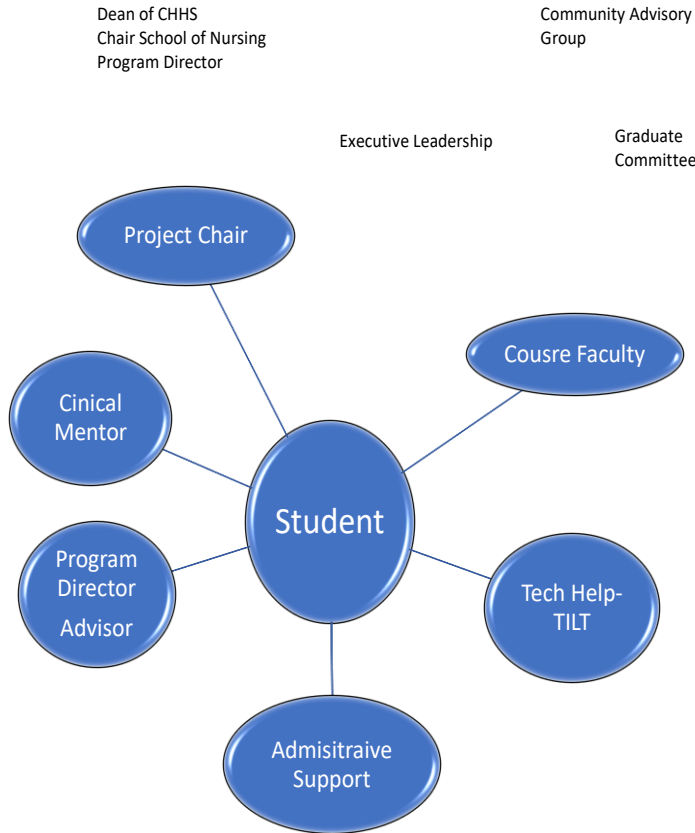 Dean of CHHS
Chair School of Nursing
Program Director
Community Advisory
Group
Executive Leadership
Graduate
Committee
Project Chair
Cousre Faculty
Cinical
Mentor
Student
Program
Director
Advisor
Tech Help-
TILT
Admisitraive
Support